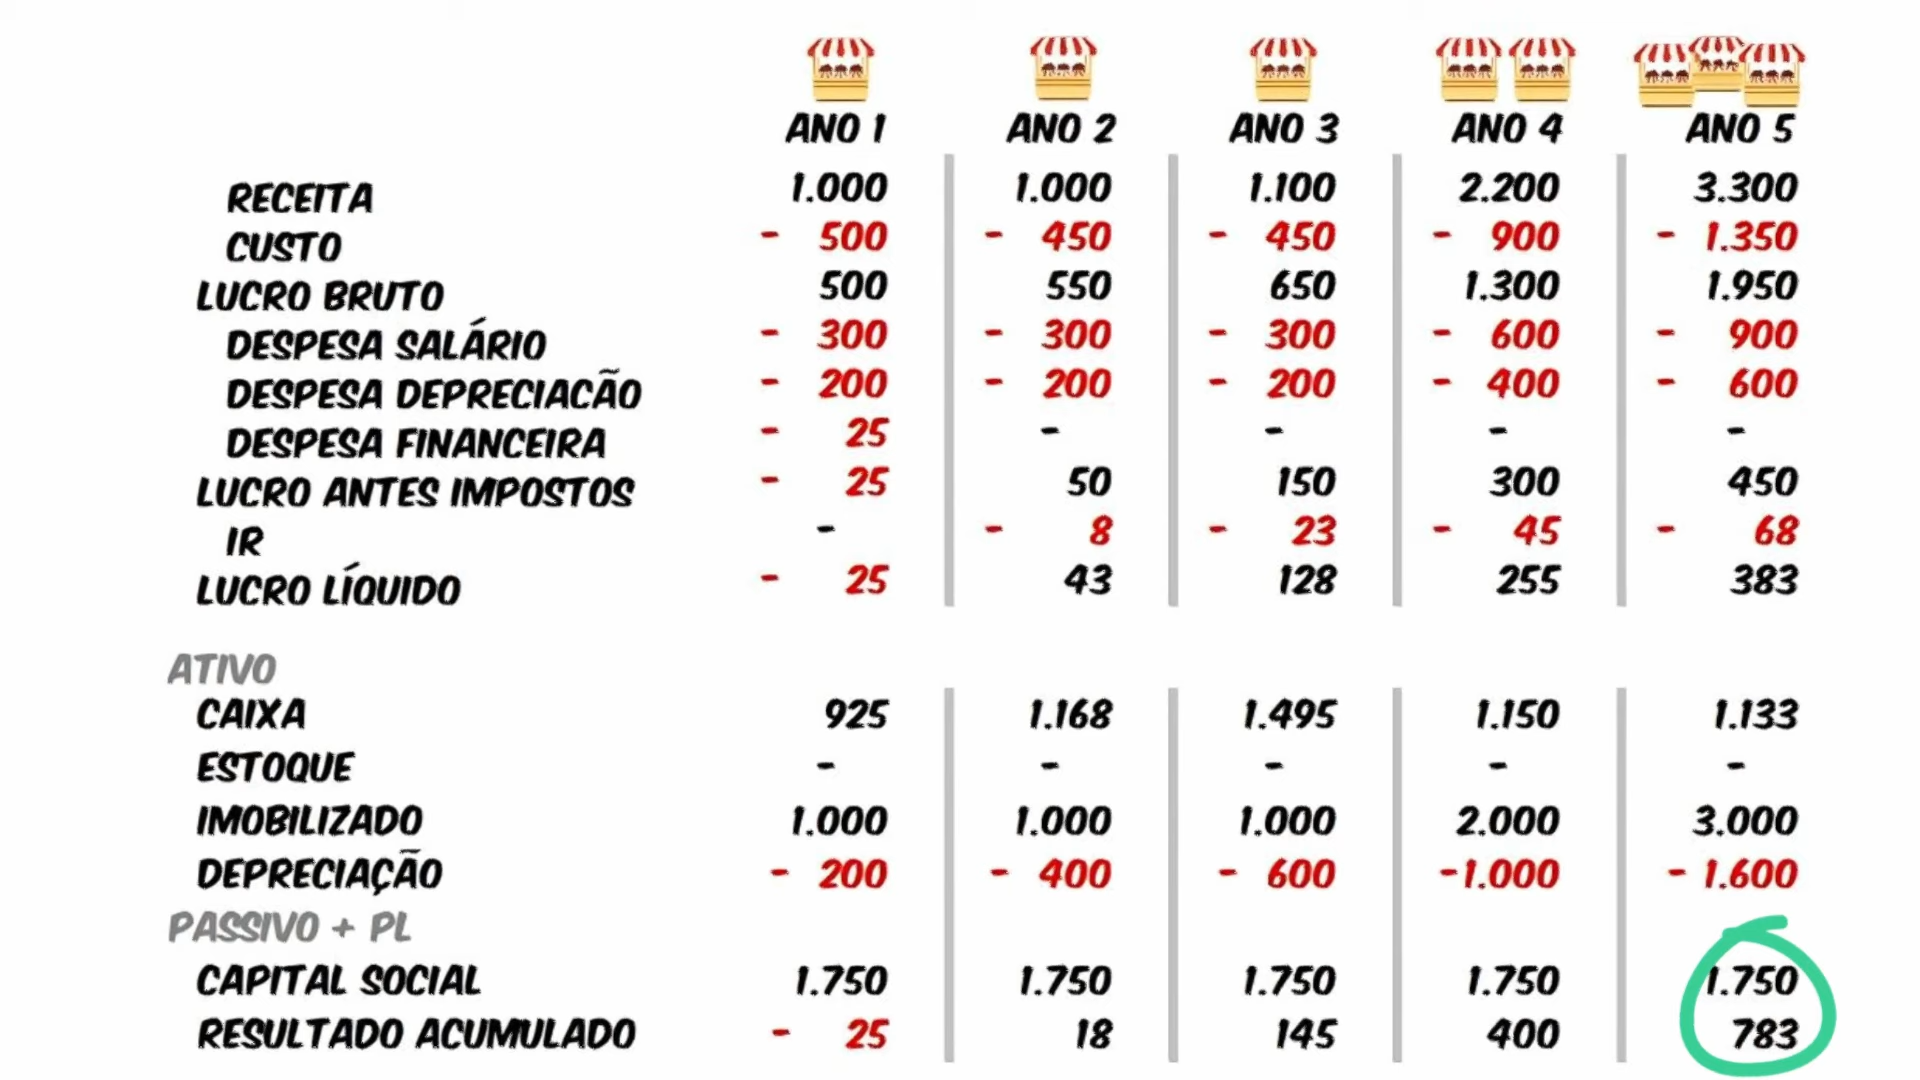 ANO 1 ANO 2 ANO 3 ANO 4 ANO 5
RECEITA 1.000 1.000 1.100 2.200 3.300
CUSTO - 500 - 450 - 450 - 900 - 1.350
LUCRO BRUTO 500 550 650 1.300 1.950
DESPESA SALÁRIO - 300 - 300 - 300 - 600 - 900
DESPESA DEPRECIACÃO - 200 - 200 - 200 - 400 - 600
DESPESA FINANCEIRA - 25 - - - -
LUCRO ANTES IMPOSTOS - 25 50 150 300 450
IR - - 8 - 23 - 45 - 68
LUCRO LÍQUIDO - 25 43 128 255 383
ATIVO
CAIXA 925 1.168 1.495 1.150 1.133
ESTOQUE - - - - -
IMOBILIZADO 1.000 1.000 1.000 2.000 3.000
DEPRECIAÇÃO - 200 - 400 - 600 -1.000 - 1.600
PASSIVO + PL
CAPITAL SOCIAL 1.750 1.750 1.750 1.750 1.750
RESULTADO ACUMULADO - 25 18 145 400 783